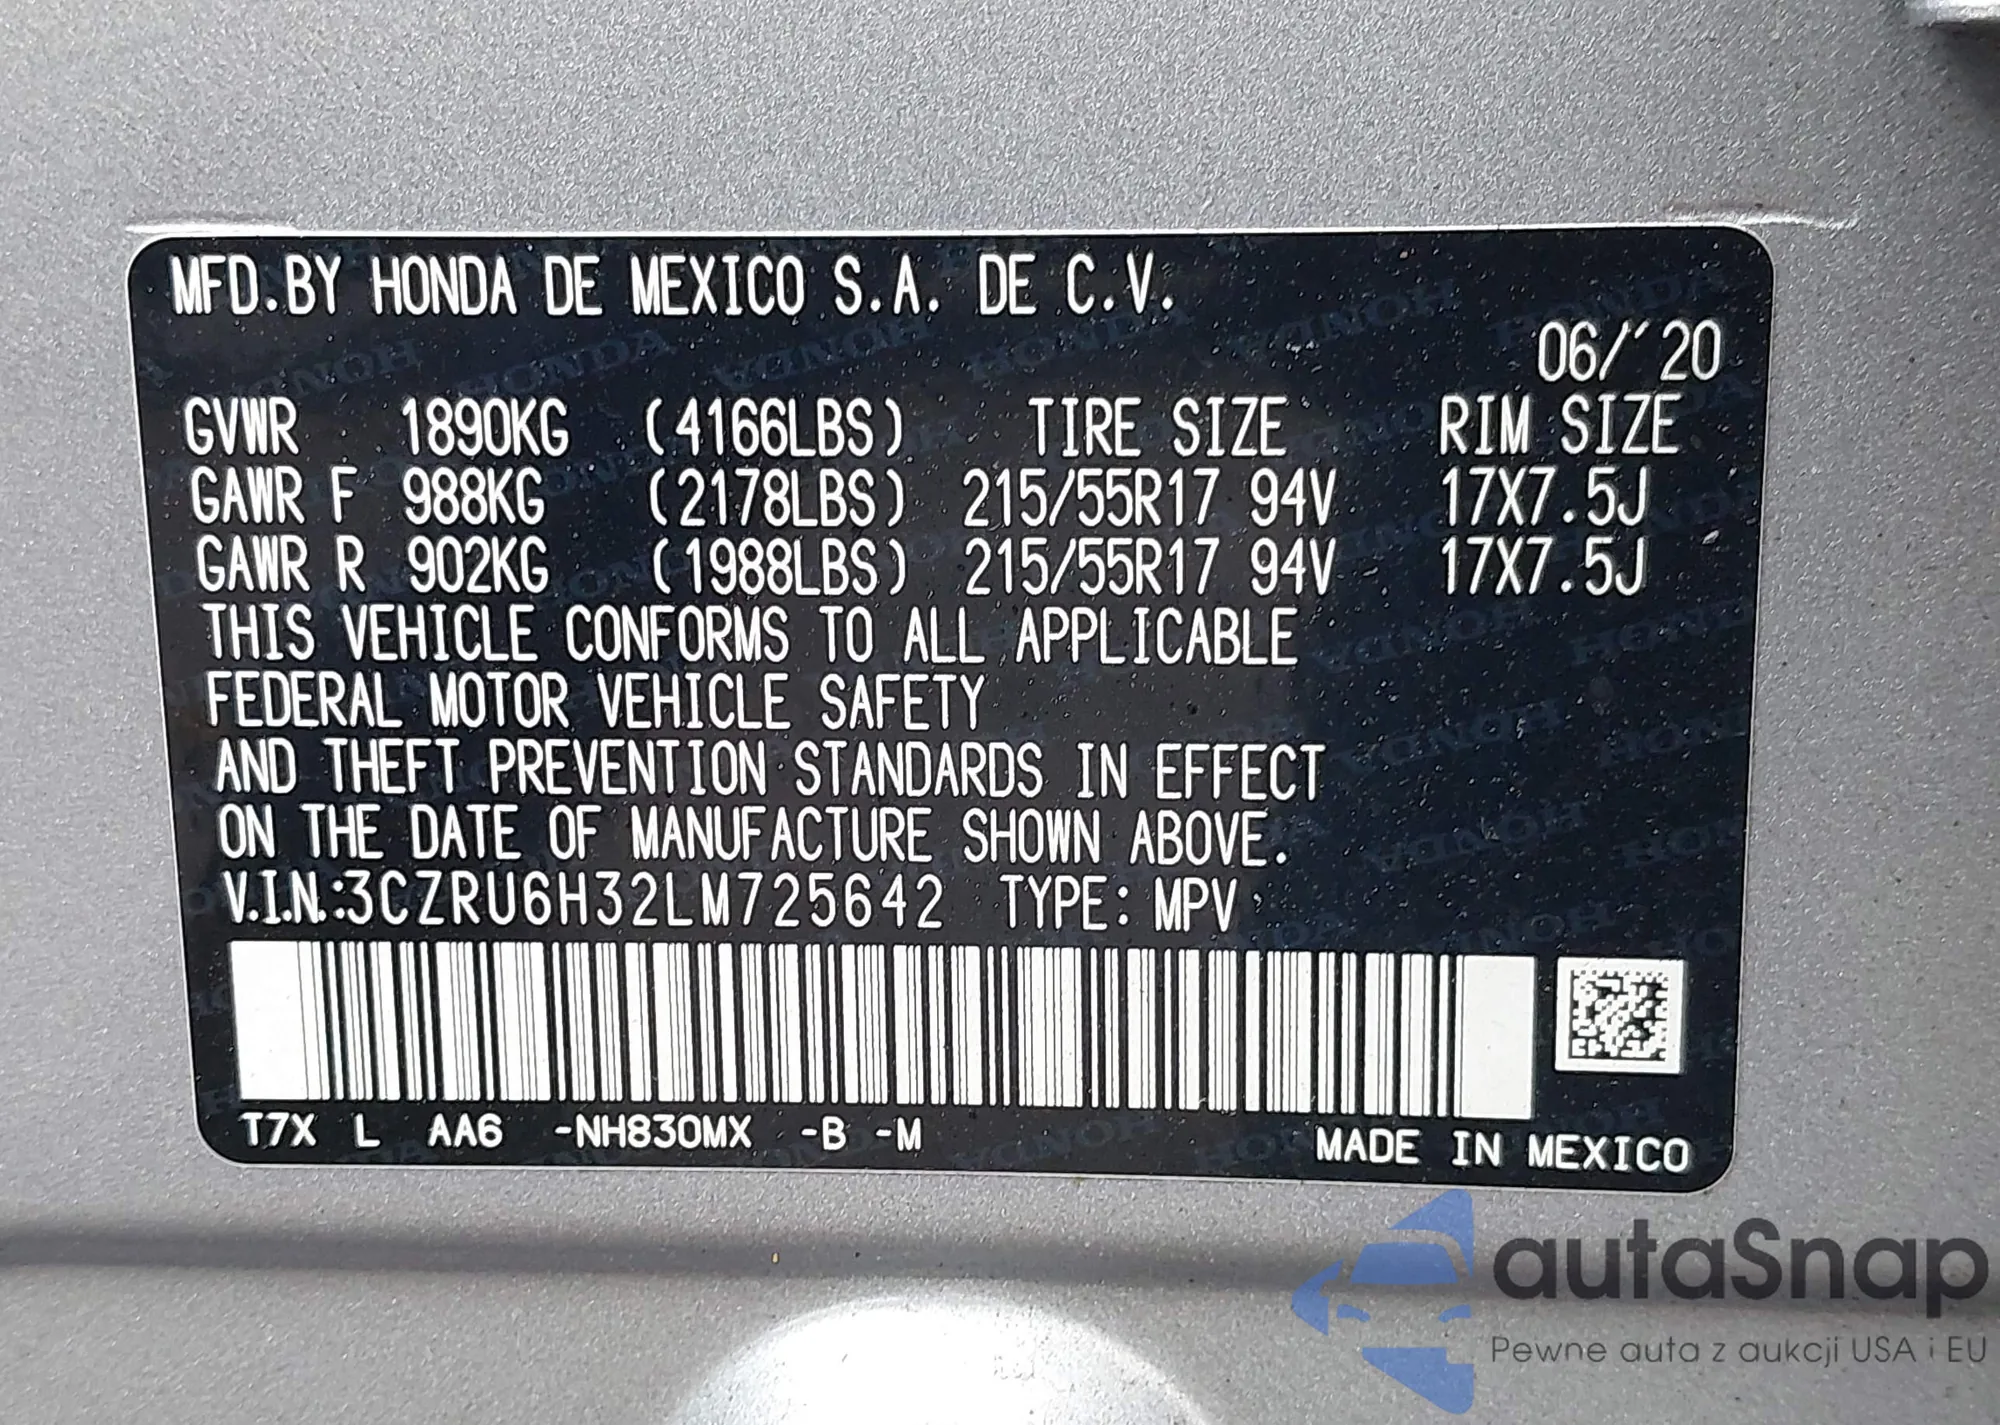 MFD.BY HONDA DE MEXICO S.A. DE C.V.
06/'20
GVWR 1890KG (4166LBS) TIRE SIZE RIM SIZE
GAWR F 988KG (2178LBS) 215/55R17 94V 17X7.5J
GAWR R 902KG (1988LBS) 215/55R17 94V 17X7.5J
THIS VEHICLE CONFORMS TO ALL APPLICABLE
FEDERAL MOTOR VEHICLE SAFETY
AND THEFT PREVENTION STANDARDS IN EFFECT
ON THE DATE OF MANUFACTURE SHOWN ABOVE.
V.I.N.:3CZRU6H32LM725642 TYPE: MPV
T7X L AA6 -NH830MX -B -M
MADE IN MEXICO
autaSnap
Pewne auta z aukcji USA i EU